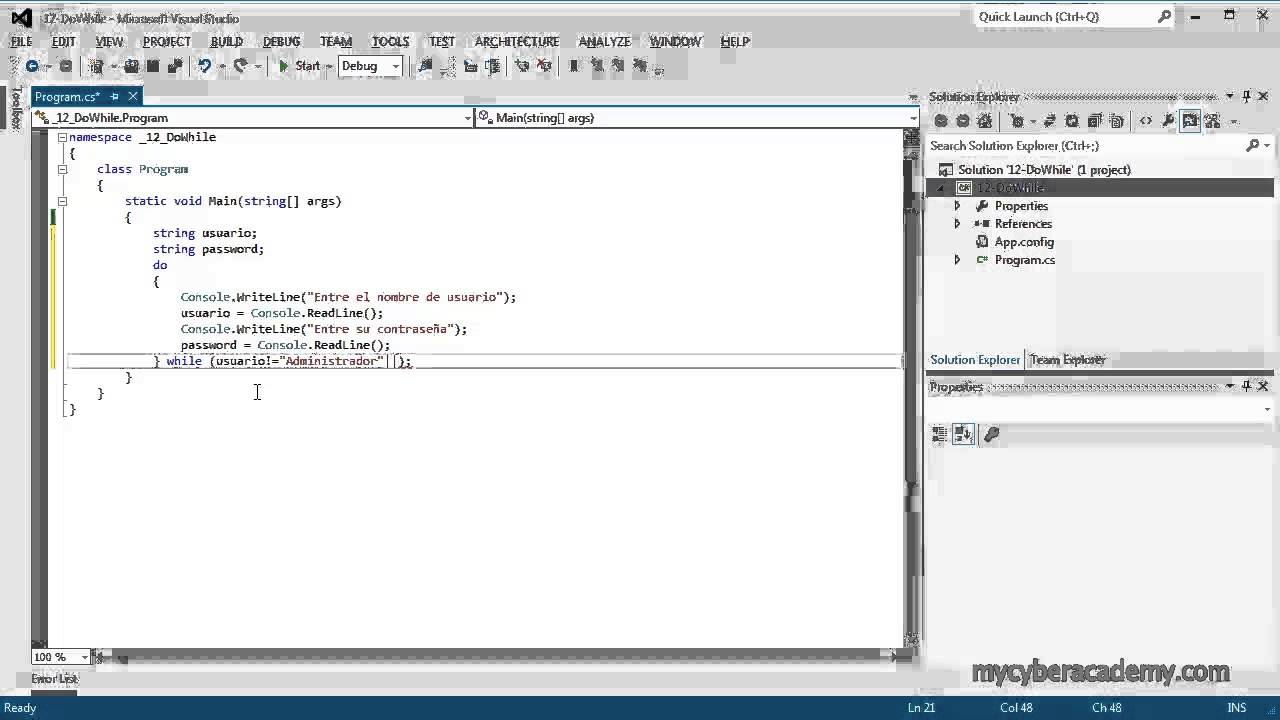 12-DoWhile - Microsoft Visual Studio
Quick Launch (Ctrl+Q)
FILE EDIT VIEW PROJECT BUILD DEBUG TEAM TOOLS TEST ARCHITECTURE ANALYZE WINDOW HELP
Start Debug
Toolbox
Program.cs*
_12_DoWhile.Program
Main(string[] args)
namespace _12_DoWhile
{
class Program
{
static void Main(string[] args)
{
string usuario;
string password;
do
{
Console.WriteLine("Entre el nombre de usuario");
usuario = Console.ReadLine();
Console.WriteLine("Entre su contraseña");
password = Console.ReadLine();
} while (usuario!="Administrador"||);
}
}
}
100 %
Error List
Solution Explorer
Search Solution Explorer (Ctrl+;)
Solution '12-DoWhile' (1 project)
12-DoWhile
Properties
References
App.config
Program.cs
Solution Explorer Team Explorer
Properties
mycyberacademy.com
Ready
Ln 21 Col 48 Ch 48 INS